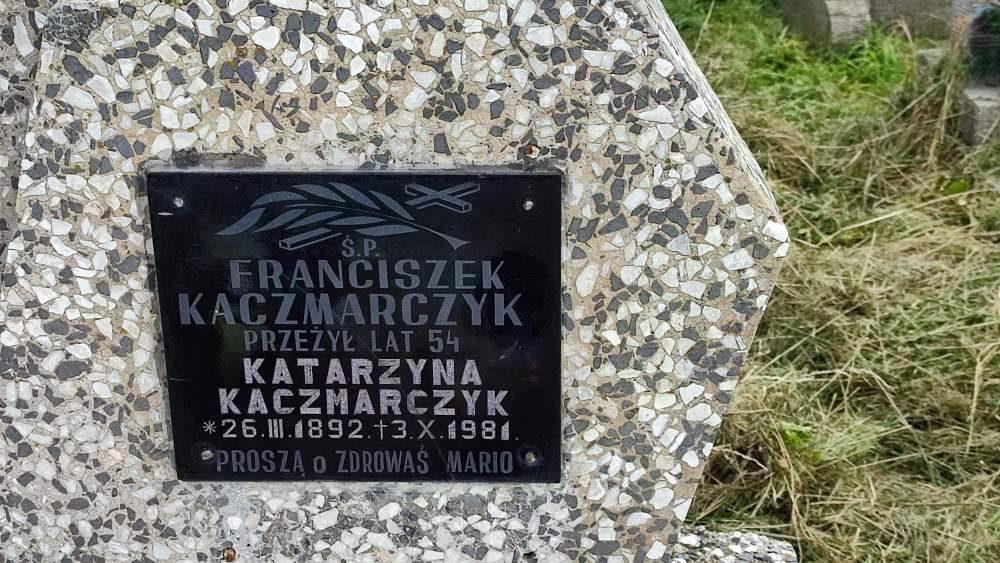 Ś.P.
FRANCISZEK
KACZMARCZYK
PRZEŻYŁ LAT 54
KATARZYNA
KACZMARCZYK
*26.III.1892.†3.X.1981.
PROSZĄ o ZDROWAŚ MARIO